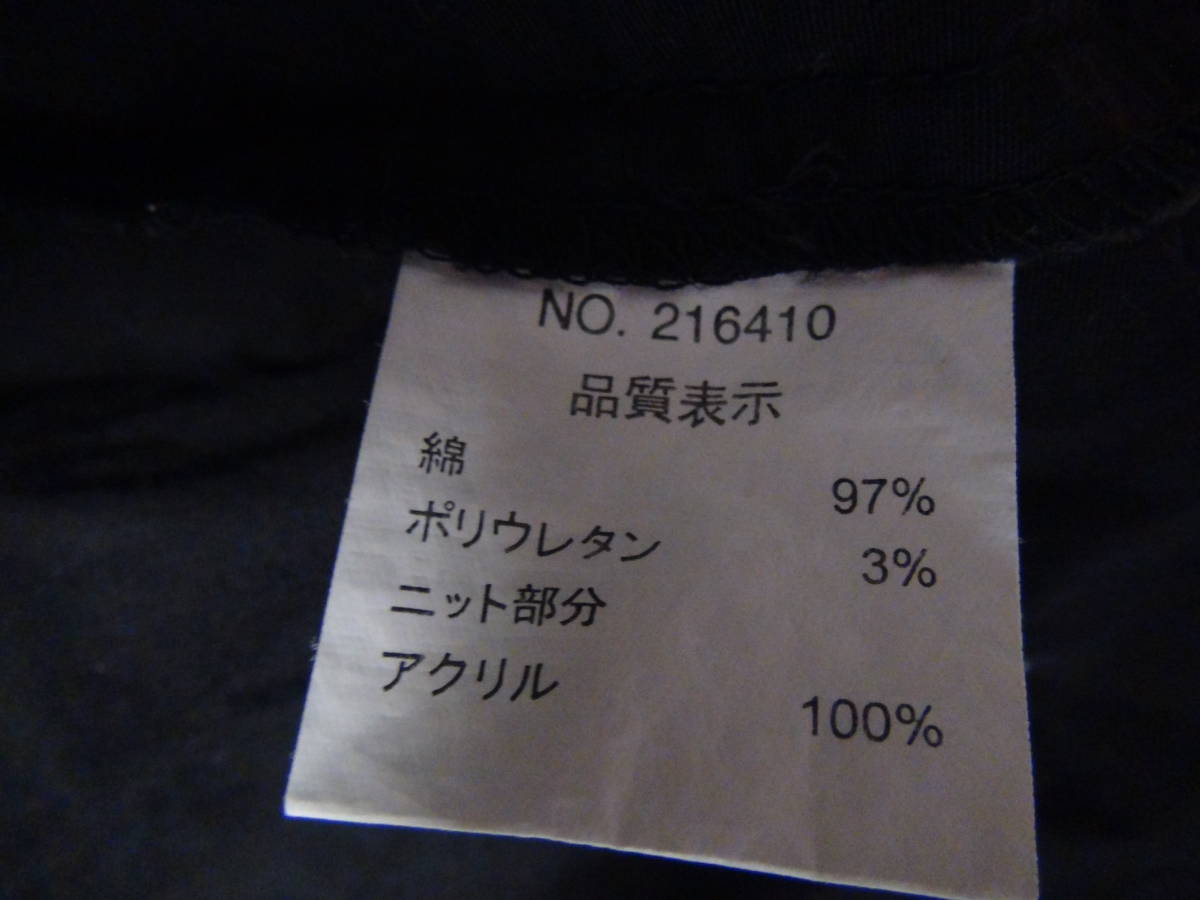 NO. 216410
品質表示
綿 97%
ポリウレタン 3%
ニット部分
アクリル 100%